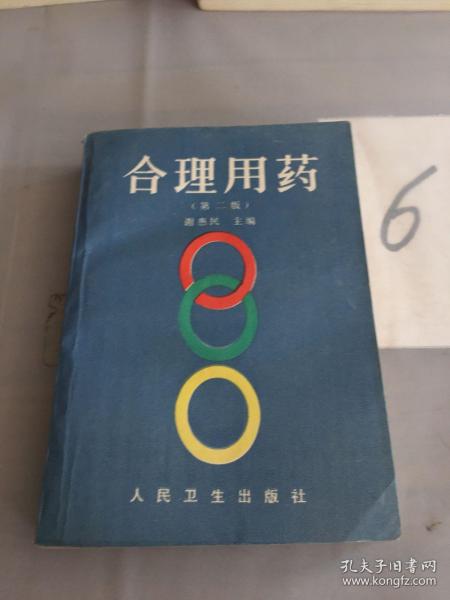 合理用药
（第二版）
谢惠民 主编
人民卫生出版社
6
孔夫子旧书网
www.kongfz.com